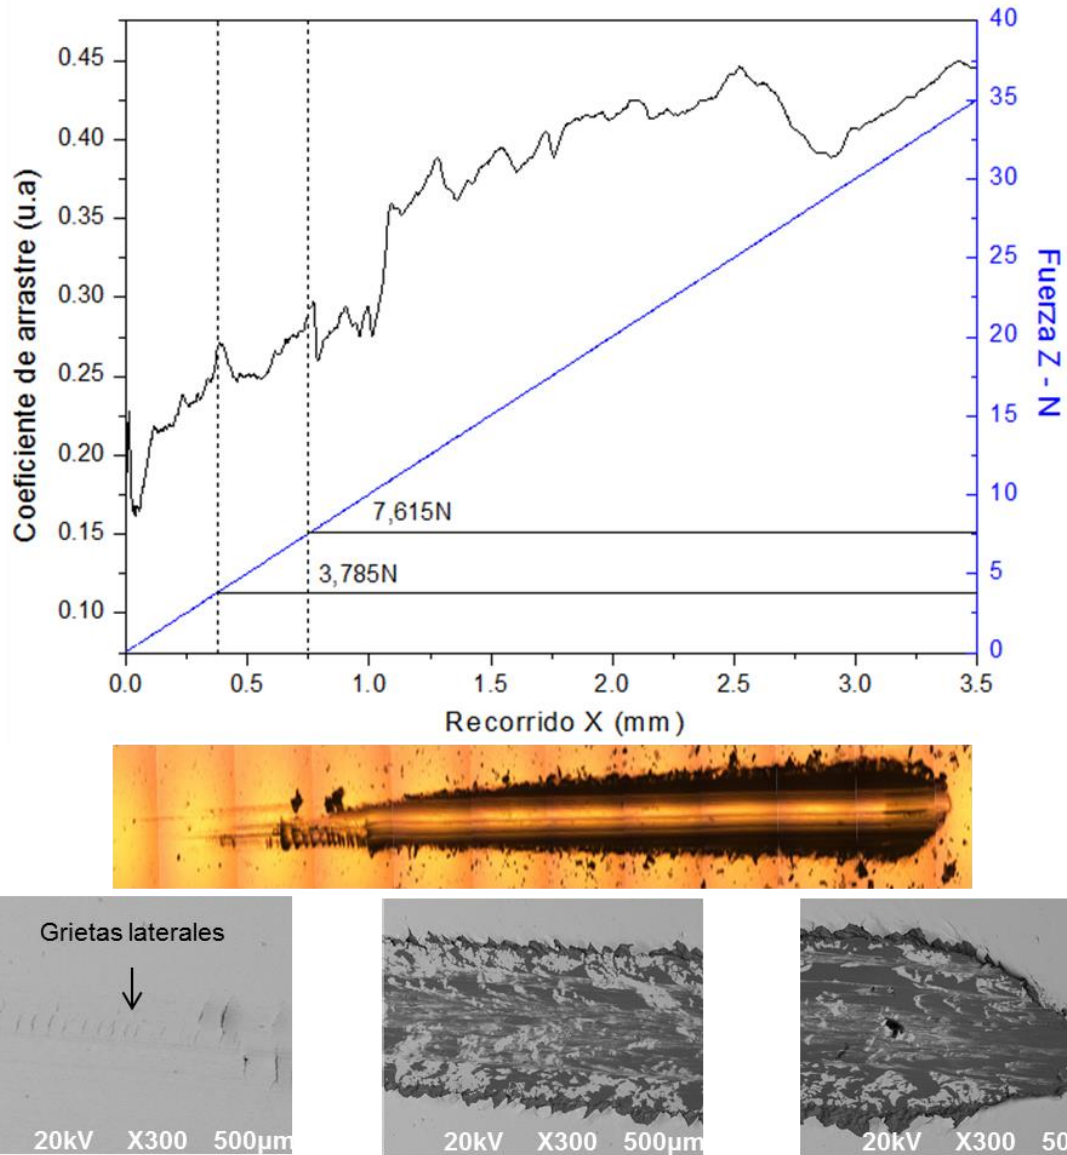 Coeficiente de arrastre (u.a)
0.45
0.40
0.35
0.30
0.25
0.20
0.15
0.10
40
35
30
25
20
15
10
5
0
Fuerza Z - N
7,615N
3,785N
0.0 0.5 1.0 1.5 2.0 2.5 3.0 3.5
Recorrido X (mm)
Grietas laterales
20kV X300 500µm
20kV X300 500µm
20kV X300 50